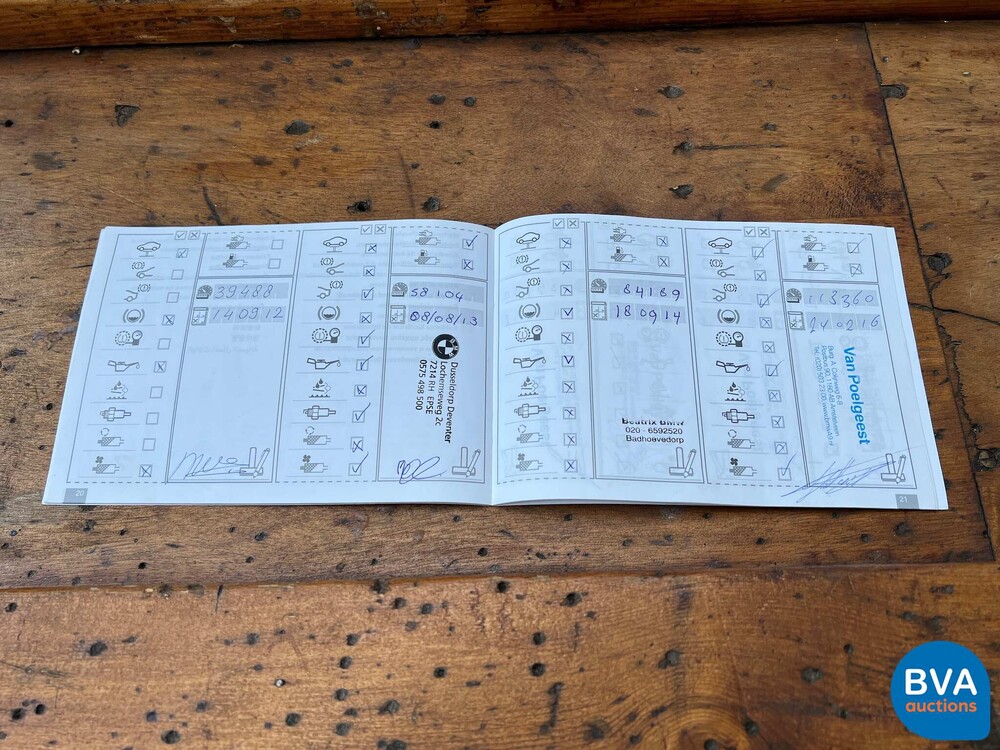 39488
140912
20
58104
08/08/13
Dusseldorp Deventer
Lochemseweg 2c
7214 RH EPSE
0575 498 500
84189
180914
Beatrix BMW
020 - 6592520
Badhoevedorp
113360
240216
Van Poelgeest
21
BVA
auctions